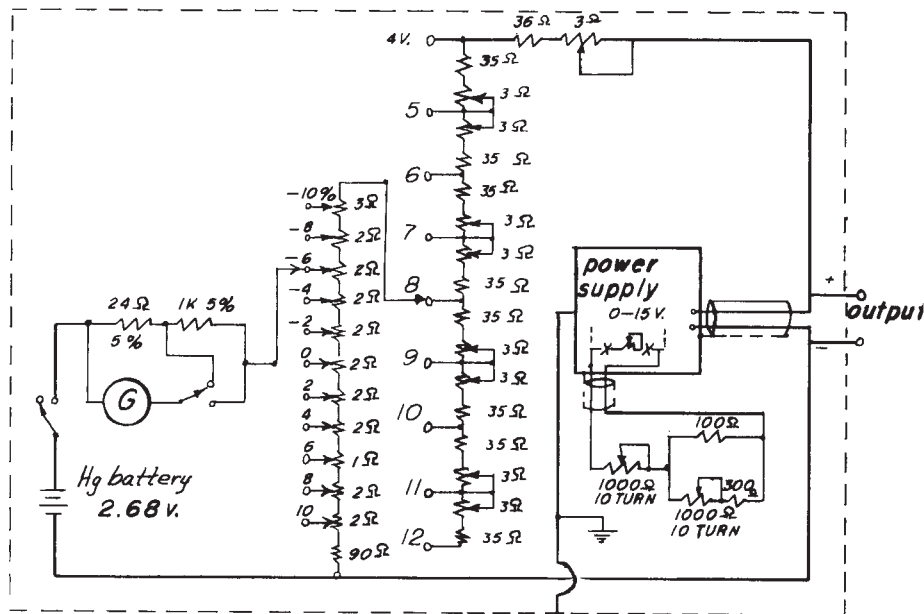 36 Ω
3 Ω
4 V.
35 Ω
3 Ω
5
3 Ω
35 Ω
6
35 Ω
3 Ω
7
3 Ω
35 Ω
8
35 Ω
3 Ω
9
3 Ω
35 Ω
10
35 Ω
3 Ω
11
3 Ω
12
35 Ω
-10%
3 Ω
-8
2 Ω
-6
2 Ω
-4
2 Ω
-2
2 Ω
0
2 Ω
2
2 Ω
4
2 Ω
6
1 Ω
8
2 Ω
10
2 Ω
90 Ω
24 Ω
5%
1K 5%
G
Hg battery
2.68 v.
power
supply
0-15 V.
+
output
−
100 Ω
1000 Ω
10 TURN
300 Ω
1000 Ω
10 TURN